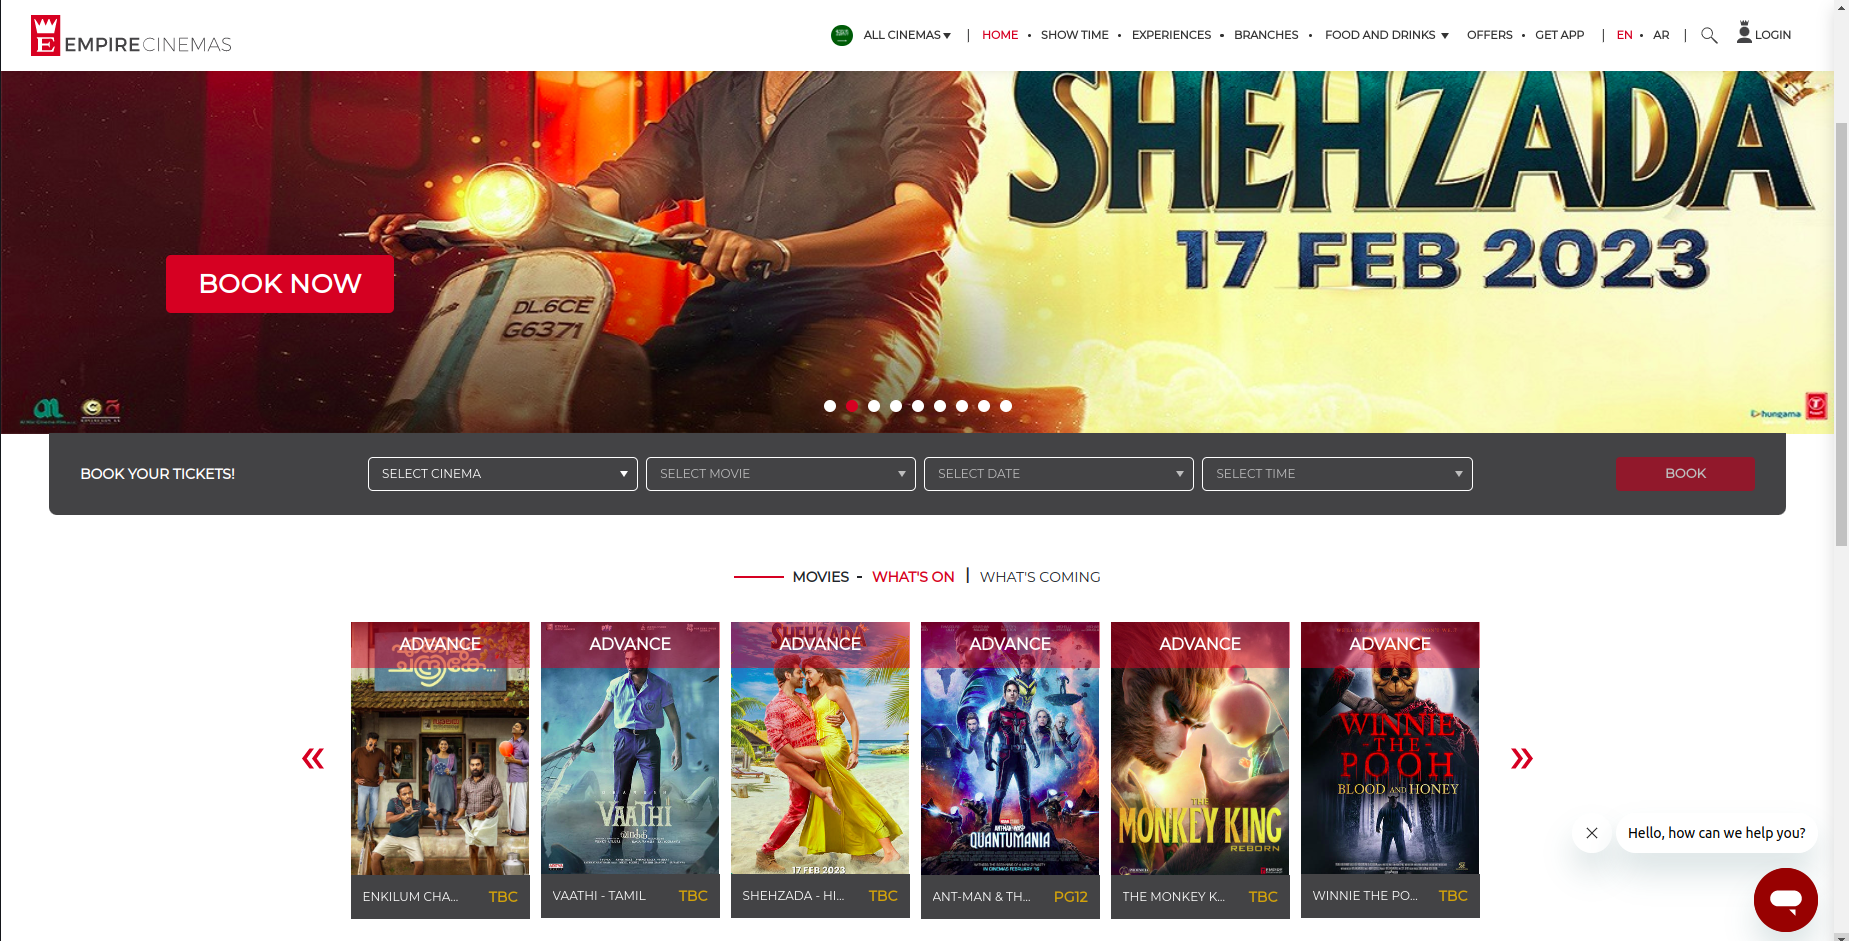 E EMPIRECINEMAS
ALL CINEMAS | HOME • SHOW TIME • EXPERIENCES • BRANCHES • FOOD AND DRINKS OFFERS • GET APP | EN • AR | LOGIN
SHEHZADA
17 FEB 2023
BOOK NOW
DL.6CE
G6371
hungama
BOOK YOUR TICKETS!
SELECT CINEMA
SELECT MOVIE
SELECT DATE
SELECT TIME
BOOK
MOVIES - WHAT'S ON | WHAT'S COMING
ADVANCE
ചന്ദ്രികേ...
ENKILUM CHA... TBC
ADVANCE
VAATHI
வாத்தி
VAATHI - TAMIL TBC
ADVANCE
SHEHZADA
17 FEB 2023
SHEHZADA - HI... TBC
ADVANCE
QUANTUMANIA
ANT-MAN & TH... PG12
ADVANCE
THE
MONKEY KING
REBORN
THE MONKEY K... TBC
ADVANCE
WINNIE
-THE-
POOH
BLOOD AND HONEY
WINNIE THE PO... TBC
« »
Hello, how can we help you?